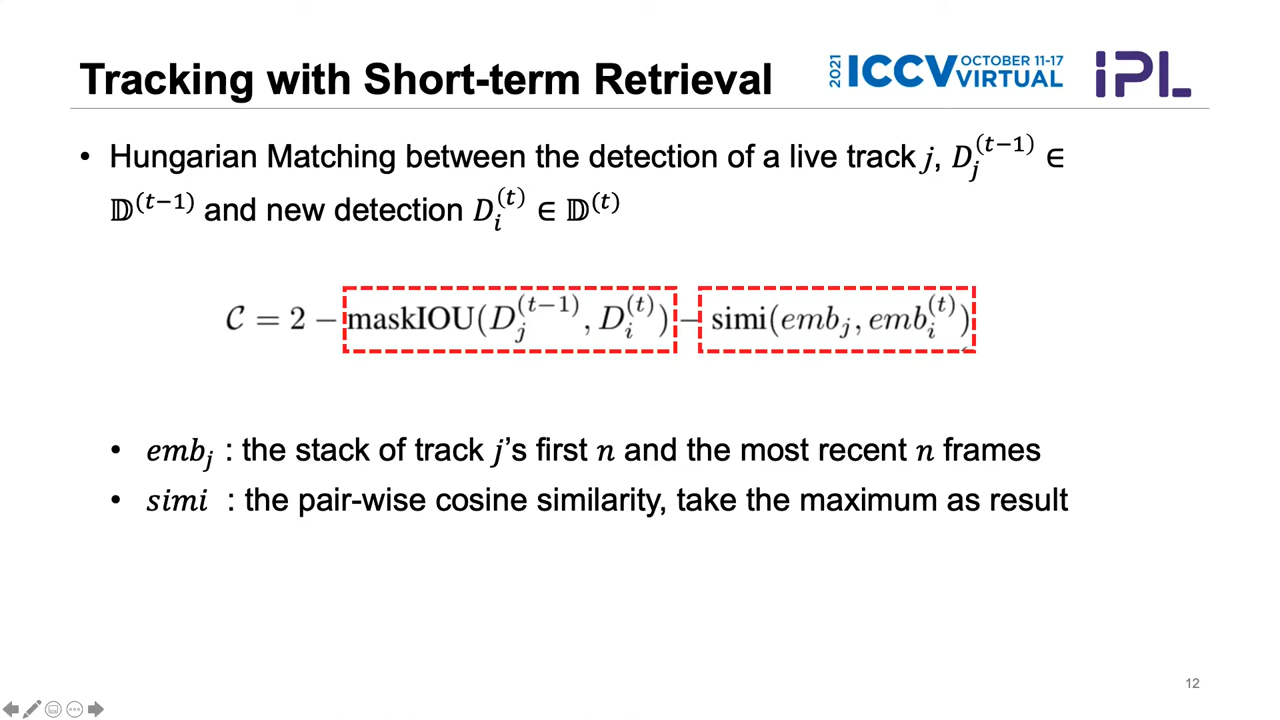 Tracking with Short-term Retrieval
2021 ICCV OCTOBER 11-17 VIRTUAL
iPL
• Hungarian Matching between the detection of a live track j, D_j^{(t−1)} ∈
𝔻^{(t−1)} and new detection D_i^{(t)} ∈ 𝔻^{(t)}
𝒞 = 2 − maskIOU(D_j^{(t−1)}, D_i^{(t)}) − simi(emb_j, emb_i^{(t)})
• emb_j : the stack of track j's first n and the most recent n frames
• simi : the pair-wise cosine similarity, take the maximum as result
12